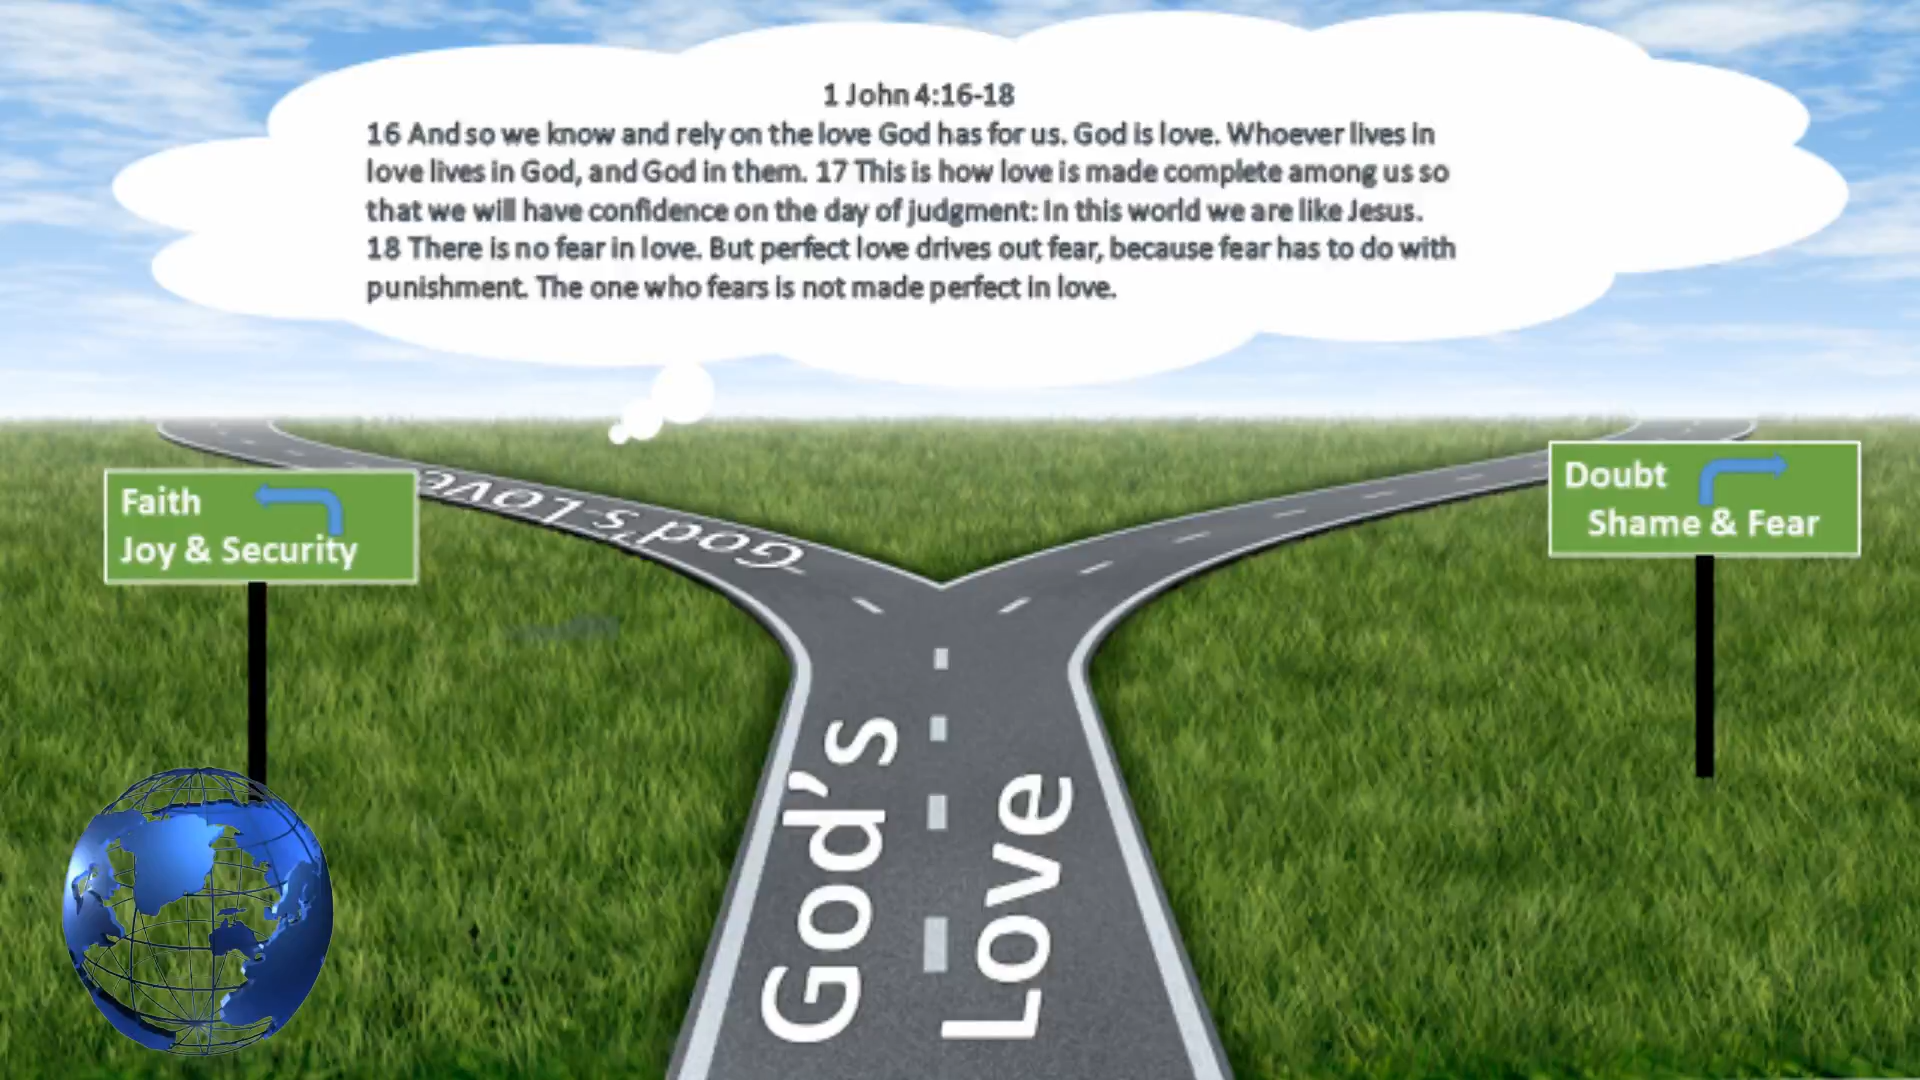 1 John 4:16-18
16 And so we know and rely on the love God has for us. God is love. Whoever lives in
love lives in God, and God in them. 17 This is how love is made complete among us so
that we will have confidence on the day of judgment: In this world we are like Jesus.
18 There is no fear in love. But perfect love drives out fear, because fear has to do with
punishment. The one who fears is not made perfect in love.
Faith
Joy & Security
God's Love
Doubt
Shame & Fear
God's
Love